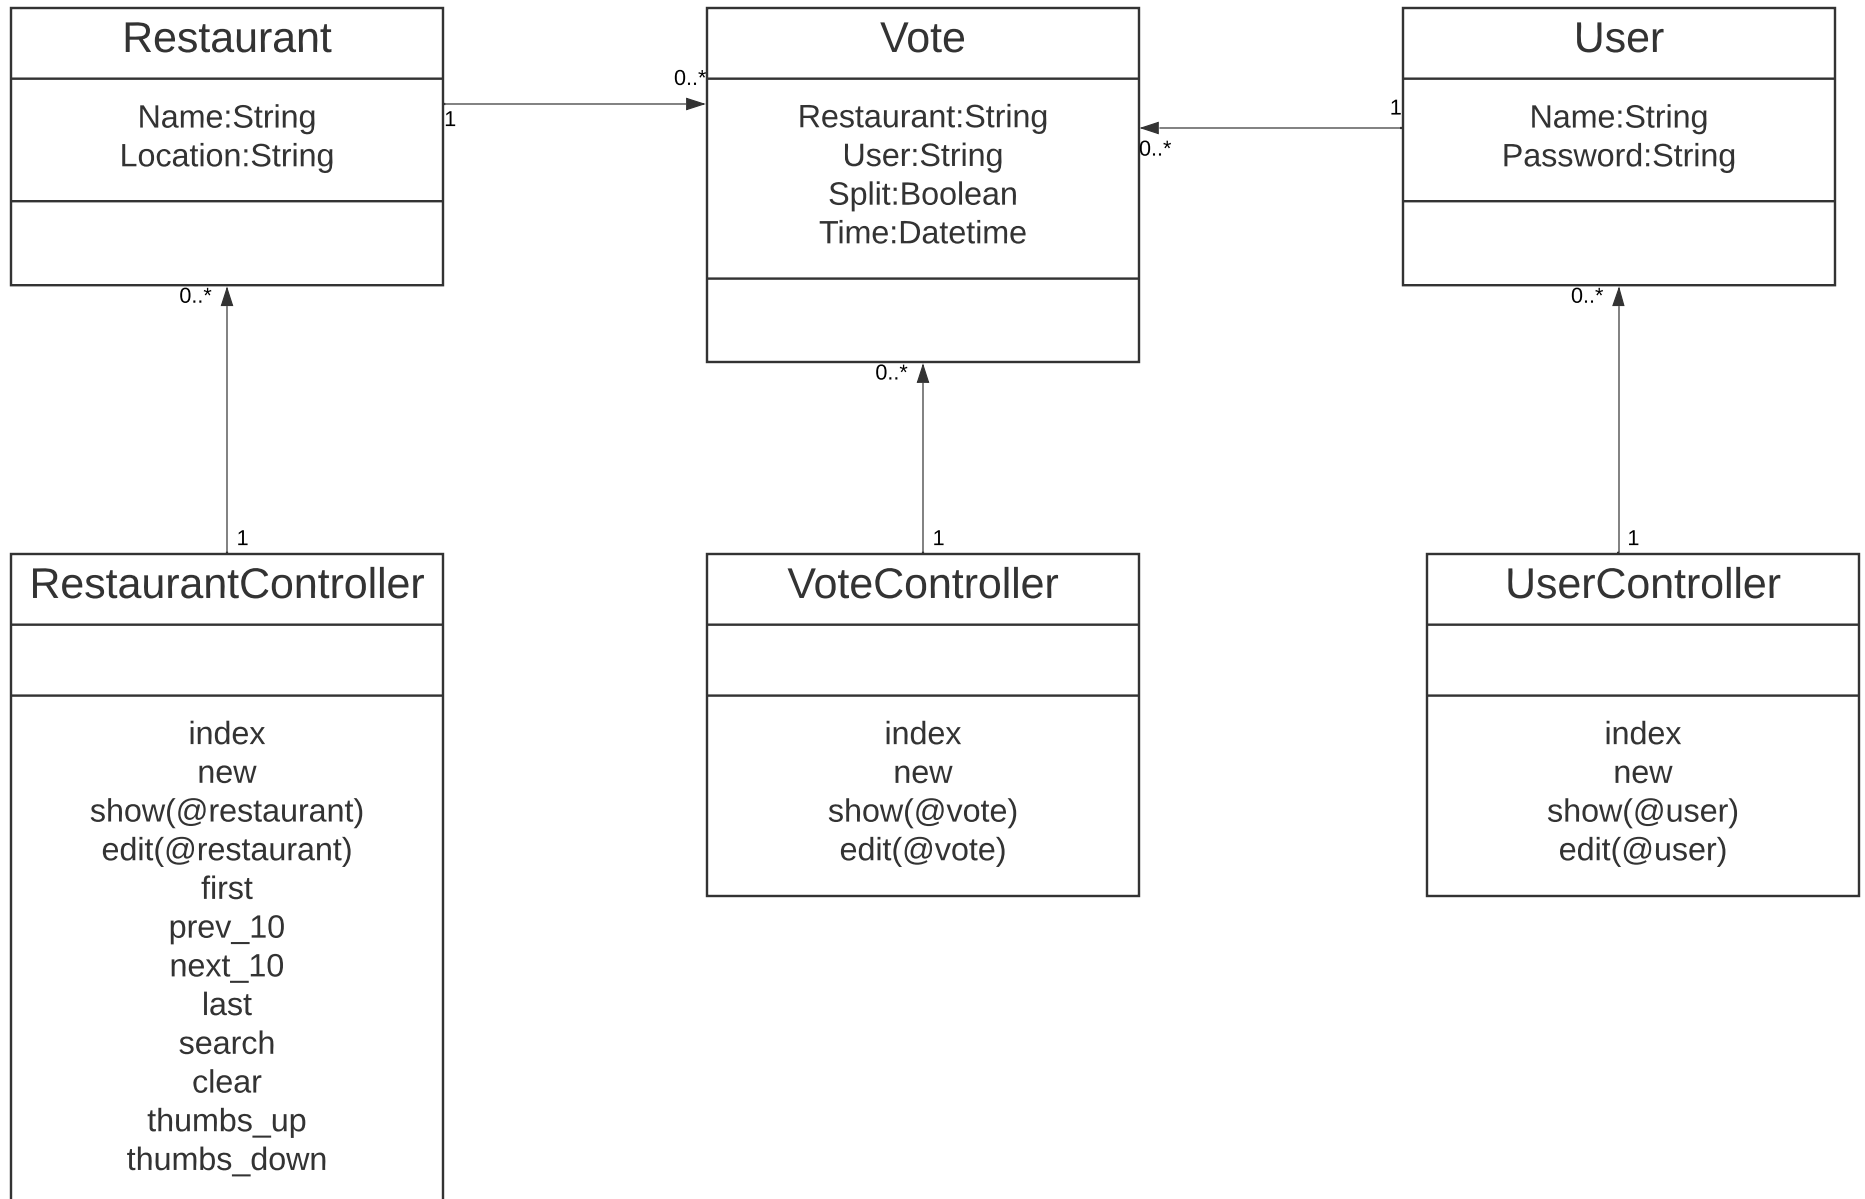 Restaurant
Name:String
Location:String
1
0..*
Vote
Restaurant:String
User:String
Split:Boolean
Time:Datetime
0..*
1
User
Name:String
Password:String
0..*
1
RestaurantController
index
new
show(@restaurant)
edit(@restaurant)
first
prev_10
next_10
last
search
clear
thumbs_up
thumbs_down
0..*
1
VoteController
index
new
show(@vote)
edit(@vote)
0..*
1
UserController
index
new
show(@user)
edit(@user)